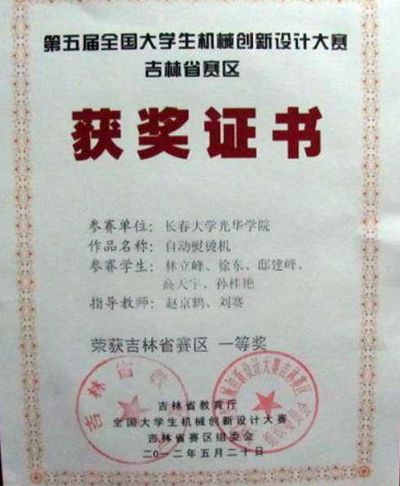 第五届全国大学生机械创新设计大赛
吉林省赛区
获奖证书
参赛单位：长春大学光华学院
作品名称：自动熨烫机
参赛学生：林立峰、徐东、邸建峰、
高天宇、孙桂艳
指导教师：赵京鹤、刘赛
荣获吉林省赛区 一等奖
吉林省教育厅
全国大学生机械创新设计大赛
吉林省赛区组委会
二〇一二年五月二十日